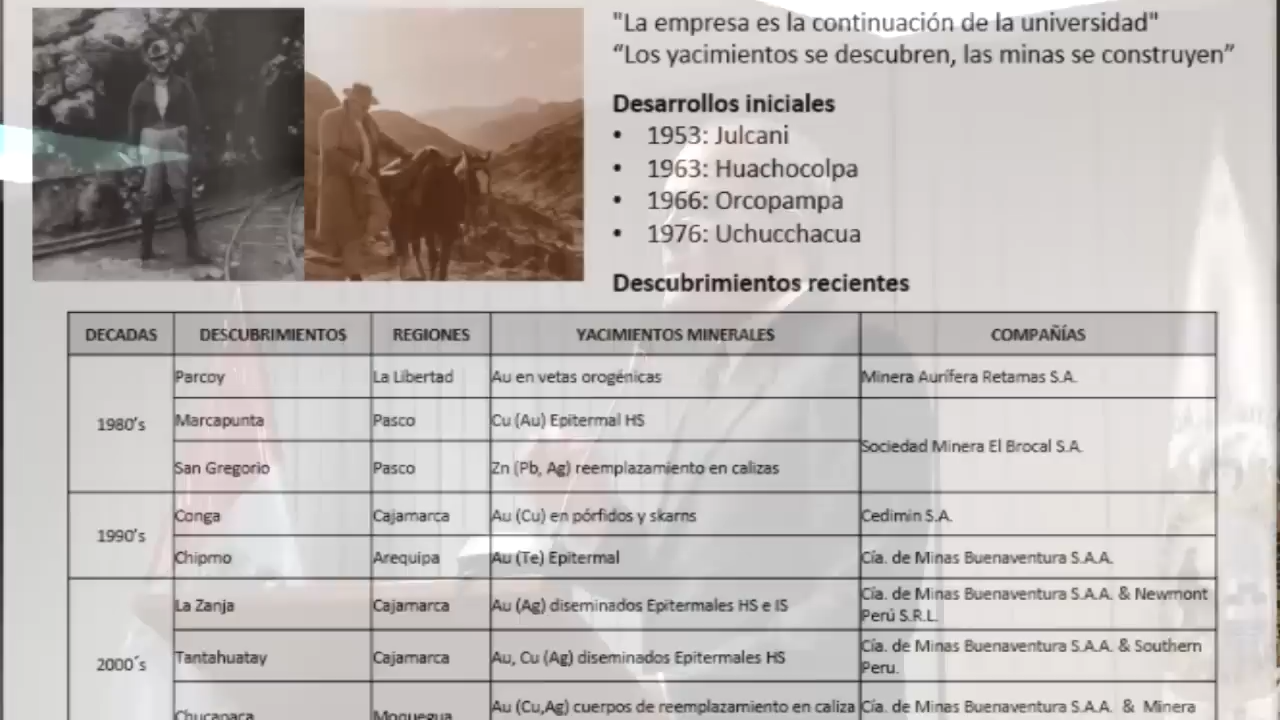 "La empresa es la continuación de la universidad"
“Los yacimientos se descubren, las minas se construyen”
Desarrollos iniciales
• 1953: Julcani
• 1963: Huachocolpa
• 1966: Orcopampa
• 1976: Uchucchacua
Descubrimientos recientes
DECADAS DESCUBRIMIENTOS REGIONES YACIMIENTOS MINERALES COMPAÑÍAS
1980's
Parcoy La Libertad Au en vetas orogénicas Minera Aurífera Retamas S.A.
Marcapunta Pasco Cu (Au) Epitermal HS
Sociedad Minera El Brocal S.A.
San Gregorio Pasco Zn (Pb, Ag) reemplazamiento en calizas
1990's
Conga Cajamarca Au (Cu) en pórfidos y skarns Cedimin S.A.
Chipmo Arequipa Au (Te) Epitermal Cía. de Minas Buenaventura S.A.A.
2000´s
La Zanja Cajamarca Au (Ag) diseminados Epitermales HS e IS Cía. de Minas Buenaventura S.A.A. & Newmont
Perú S.R.L.
Tantahuatay Cajamarca Au, Cu (Ag) diseminados Epitermales HS Cía. de Minas Buenaventura S.A.A. & Southern
Peru.
Chucapaca Moquegua Au (Cu,Ag) cuerpos de reemplazamiento en caliza Cía. de Minas Buenaventura S.A.A. & Minera